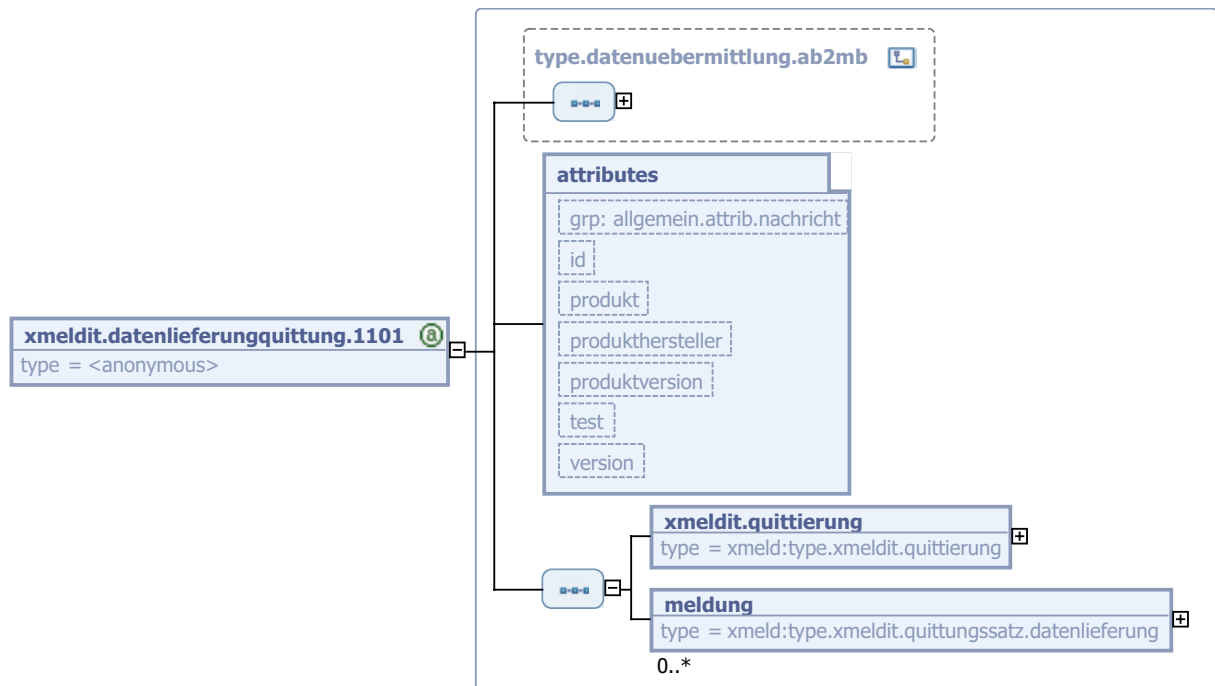 type.datenuebermittlung.ab2mb
attributes
grp: allgemein.attrib.nachricht
id
produkt
produkthersteller
produktversion
test
version
xmeldit.datenlieferungquittung.1101
type = <anonymous>
xmeldit.quittierung
type = xmeld:type.xmeldit.quittierung
meldung
type = xmeld:type.xmeldit.quittungssatz.datenlieferung
0..*